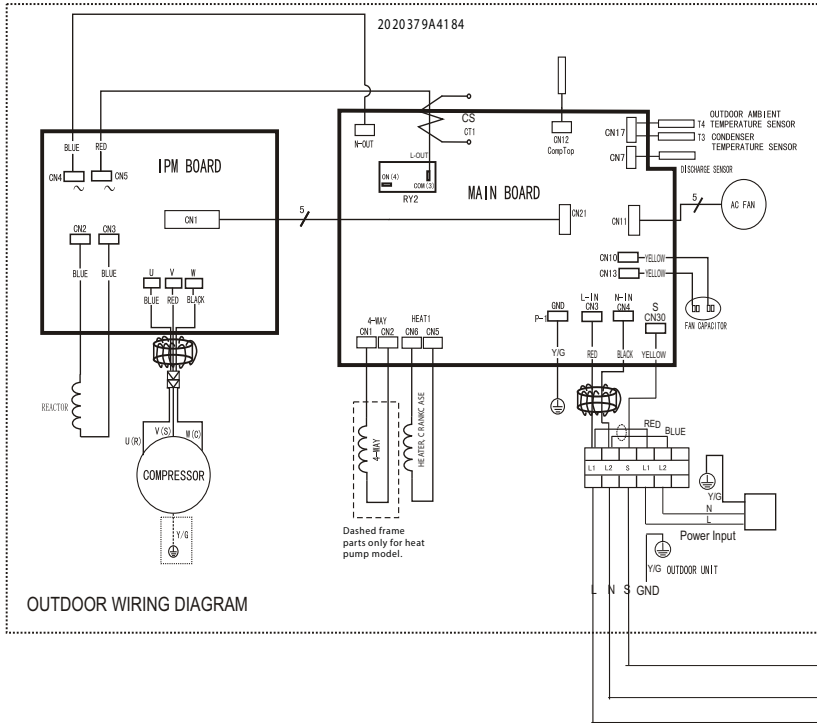 2020379A4184
BLUE
RED
CN4
CN5
IPM BOARD
CN2
CN3
CN1
BLUE
BLUE
U
V
W
BLUE
RED
BLACK
REACTOR
U(R)
V(S)
W(C)
COMPRESSOR
Y/G
5
N-OUT
L-OUT
CS
CT1
ON(4)
COM(3)
RY2
CN12
CompTop
MAIN BOARD
CN21
CN17
T4
OUTDOOR AMBIENT
TEMPERATURE SENSOR
T3
CONDENSER
TEMPERATURE SENSOR
CN7
DISCHARGE SENSOR
CN11
5
AC FAN
CN10
YELLOW
CN13
YELLOW
FAN CAPACITOR
4-WAY
CN1
CN2
HEAT1
CN6
CN5
P-1
GND
L-IN
CN3
N-IN
CN4
S
CN30
Y/G
RED
BLACK
YELLOW
4-WAY
HEATER, C RANKC ASE
Dashed frame
parts only for heat
pump model.
RED
BLUE
L1
L2
S
L1
L2
Y/G
N
L
Power Input
Y/G
OUTDOOR UNIT
L N S GND
OUTDOOR WIRING DIAGRAM